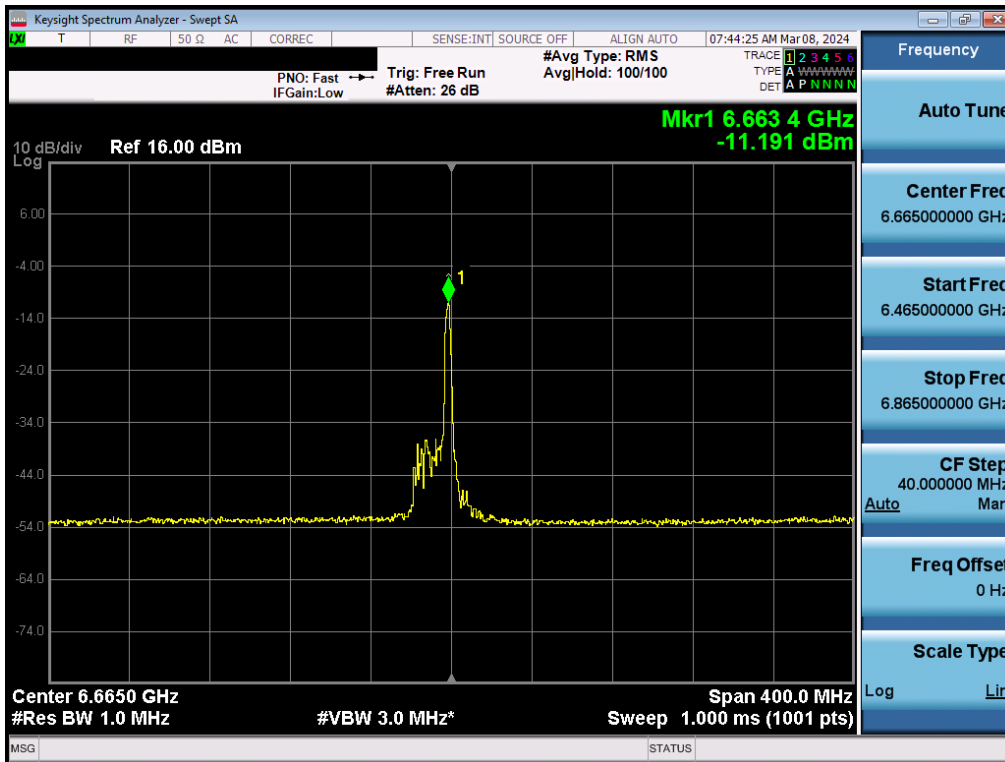 Keysight Spectrum Analyzer - Swept SA
LXI T RF 50 Ω AC CORREC SENSE:INT SOURCE OFF ALIGN AUTO 07:44:25 AM Mar 08, 2024
PNO: Fast
IFGain:Low
Trig: Free Run
#Atten: 26 dB
#Avg Type: RMS
Avg|Hold: 100/100
TRACE 1 2 3 4 5 6
TYPE A WWWWW
DET A P N N N N
Mkr1 6.663 4 GHz
-11.191 dBm
10 dB/div Ref 16.00 dBm
Log
6.00
-4.00
-14.0
-24.0
-34.0
-44.0
-54.0
-64.0
-74.0
1
Center 6.6650 GHz
Span 400.0 MHz
#Res BW 1.0 MHz
#VBW 3.0 MHz*
Sweep 1.000 ms (1001 pts)
MSG
STATUS
Frequency
Auto Tune
Center Freq
6.665000000 GHz
Start Freq
6.465000000 GHz
Stop Freq
6.865000000 GHz
CF Step
40.000000 MHz
Auto Man
Freq Offset
0 Hz
Scale Type
Log Lin